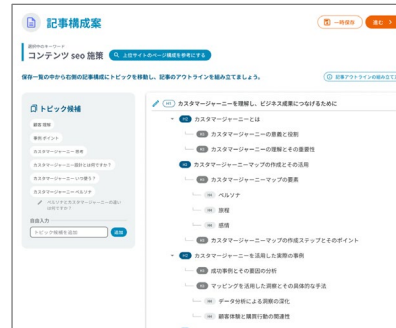 記事構成案
一時保存
進む
選択中のキーワード
コンテンツ seo 施策
上位サイトのページ構成を参考にする
保存一覧の中から右側の記事構成にトピックを移動し、記事のアウトラインを組み立てましょう。
記事アウトラインの組み立て
トピック候補
顧客 理解
事例 ポイント
カスタマージャーニー 思考
カスタマージャーニー設計とは何ですか？
カスタマージャーニー いつ使う？
カスタマージャーニー ペルソナ
ペルソナとカスタマージャーニーの違い
は何ですか？
自由入力
トピック候補を追加
追加
H1 カスタマージャーニーを理解し、ビジネス成果につなげるために
H2 カスタマージャーニーとは
H3 カスタマージャーニーの意義と役割
H3 カスタマージャーニーの理解とその重要性
H2 カスタマージャーニーマップの作成とその活用
H3 カスタマージャーニーマップの要素
H4 ペルソナ
H4 旅程
H4 感情
H3 カスタマージャーニーマップの作成ステップとそのポイント
H2 カスタマージャーニーを活用した実際の事例
H3 成功事例とその要因の分析
H3 マッピングを活用した洞察とその具体的な手法
H4 データ分析による洞察の深化
H4 顧客体験と購買行動の関連性